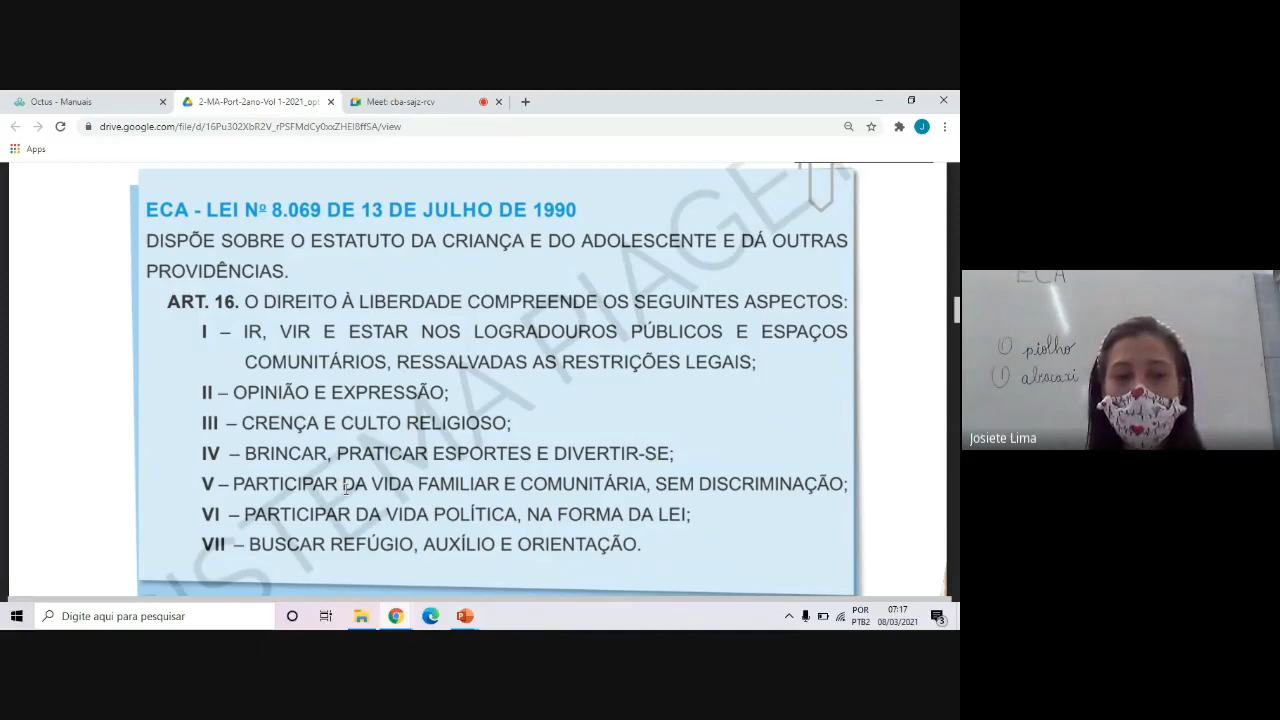 Octus - Manuais
2-MA-Port-2ano-Vol 1-2021_opt
Meet: cba-sajz-rcv
drive.google.com/file/d/16Pu302XbR2V_rPSFMdCy0xxZHEI8ffSA/view
Apps
ECA - LEI Nº 8.069 DE 13 DE JULHO DE 1990
DISPÕE SOBRE O ESTATUTO DA CRIANÇA E DO ADOLESCENTE E DÁ OUTRAS
PROVIDÊNCIAS.
ART. 16. O DIREITO À LIBERDADE COMPREENDE OS SEGUINTES ASPECTOS:
I – IR, VIR E ESTAR NOS LOGRADOUROS PÚBLICOS E ESPAÇOS
COMUNITÁRIOS, RESSALVADAS AS RESTRIÇÕES LEGAIS;
II – OPINIÃO E EXPRESSÃO;
III – CRENÇA E CULTO RELIGIOSO;
IV – BRINCAR, PRATICAR ESPORTES E DIVERTIR-SE;
V – PARTICIPAR DA VIDA FAMILIAR E COMUNITÁRIA, SEM DISCRIMINAÇÃO;
VI – PARTICIPAR DA VIDA POLÍTICA, NA FORMA DA LEI;
VII – BUSCAR REFÚGIO, AUXÍLIO E ORIENTAÇÃO.
ISTEMA PIAGE
Digite aqui para pesquisar
POR
PTB2
07:17
08/03/2021
3
J
ECA
piolho
Josiete Lima